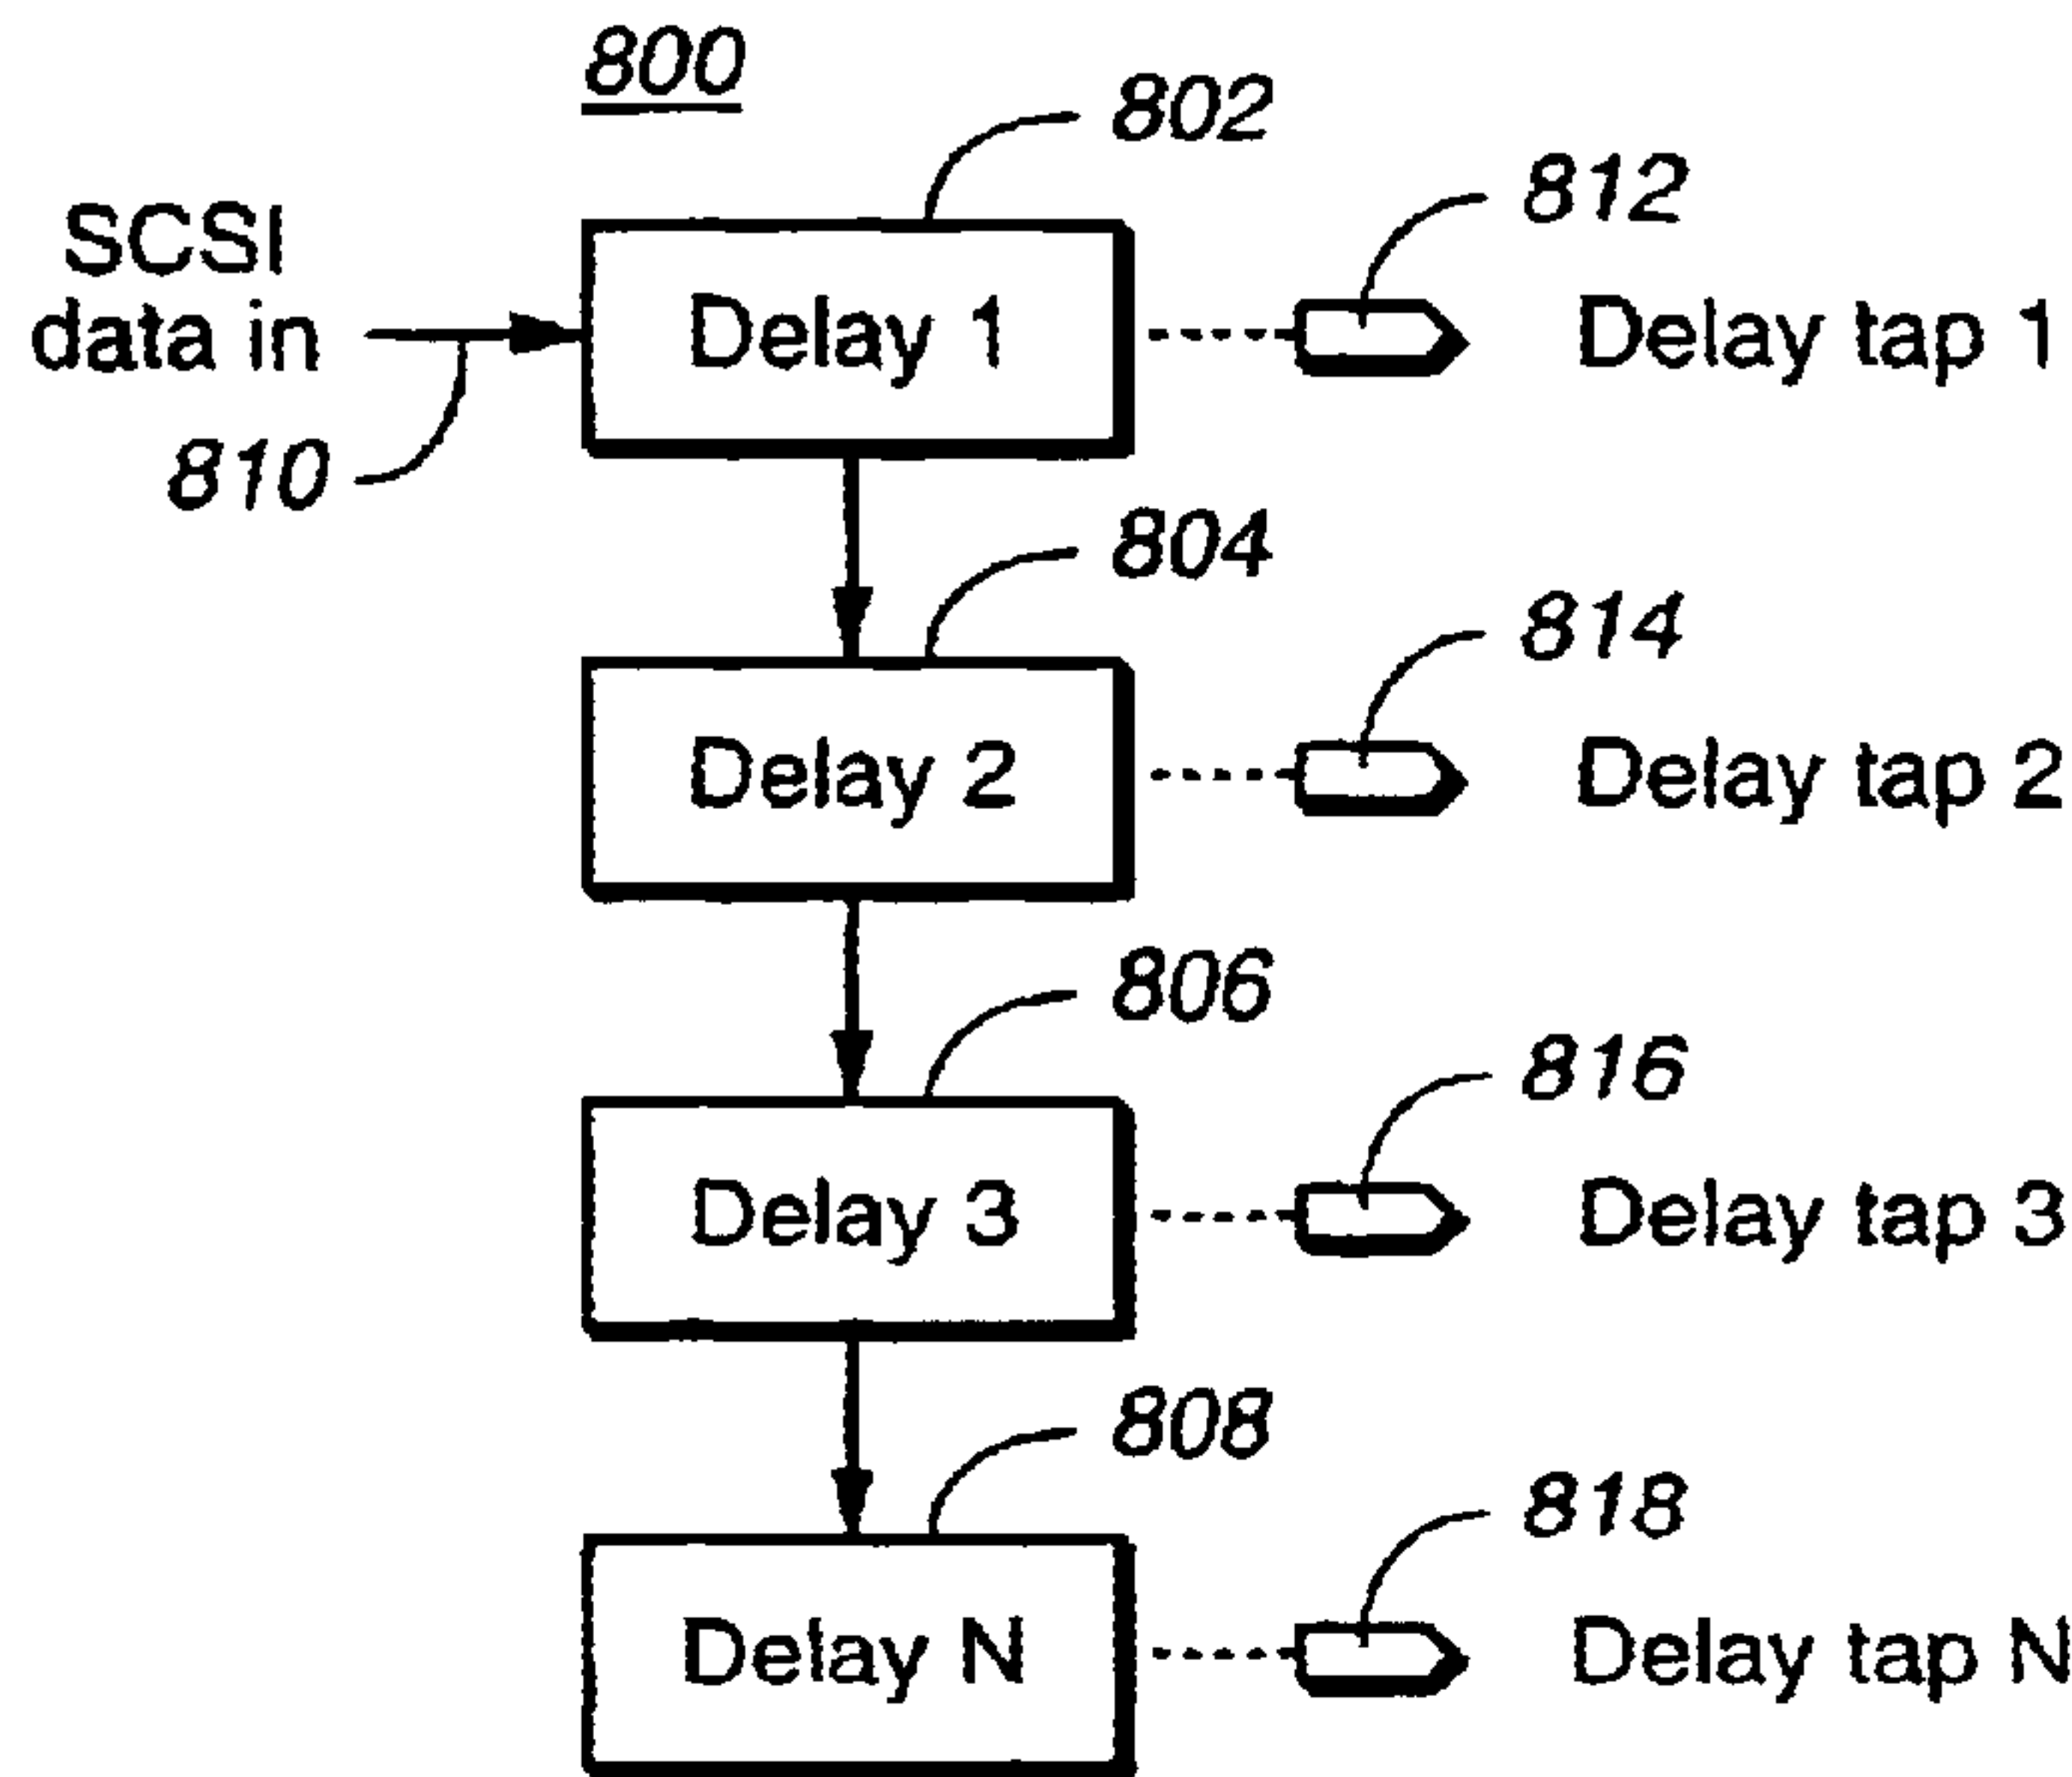 800
802
812
SCSI
data in
Delay 1
Delay tap 1
810
804
814
Delay 2
Delay tap 2
806
816
Delay 3
Delay tap 3
808
818
Delay N
Delay tap N